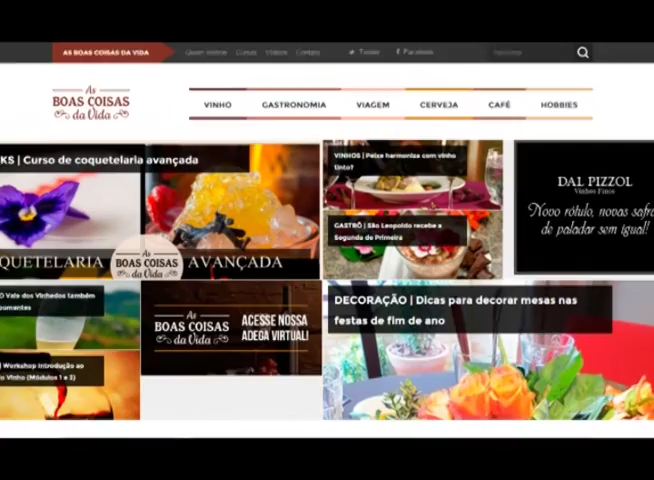 AS BOAS COISAS DA VIDA
Quem somos Cursos Vídeos Contato Twitter Facebook
As
BOAS COISAS
da Vida
VINHO GASTRONOMIA VIAGEM CERVEJA CAFÉ HOBBIES
KS | Curso de coquetelaria avançada
QUETELARIA
As
BOAS COISAS
da Vida
AVANÇADA
VINHOS | Peixe harmoniza com vinho
tinto?
GASTRÔ | São Leopoldo recebe a
Segunda de Primeira
DAL PIZZOL
Vinhos Finos
Novo rótulo, novas safra
de paladar sem igual!
O Vale dos Vinhedos também
pumantes
| Workshop Introdução ao
o Vinho (Módulos 1 e 2)
As
BOAS COISAS
da Vida
ACESSE NOSSA
ADEGA VIRTUAL!
DECORAÇÃO | Dicas para decorar mesas nas
festas de fim de ano